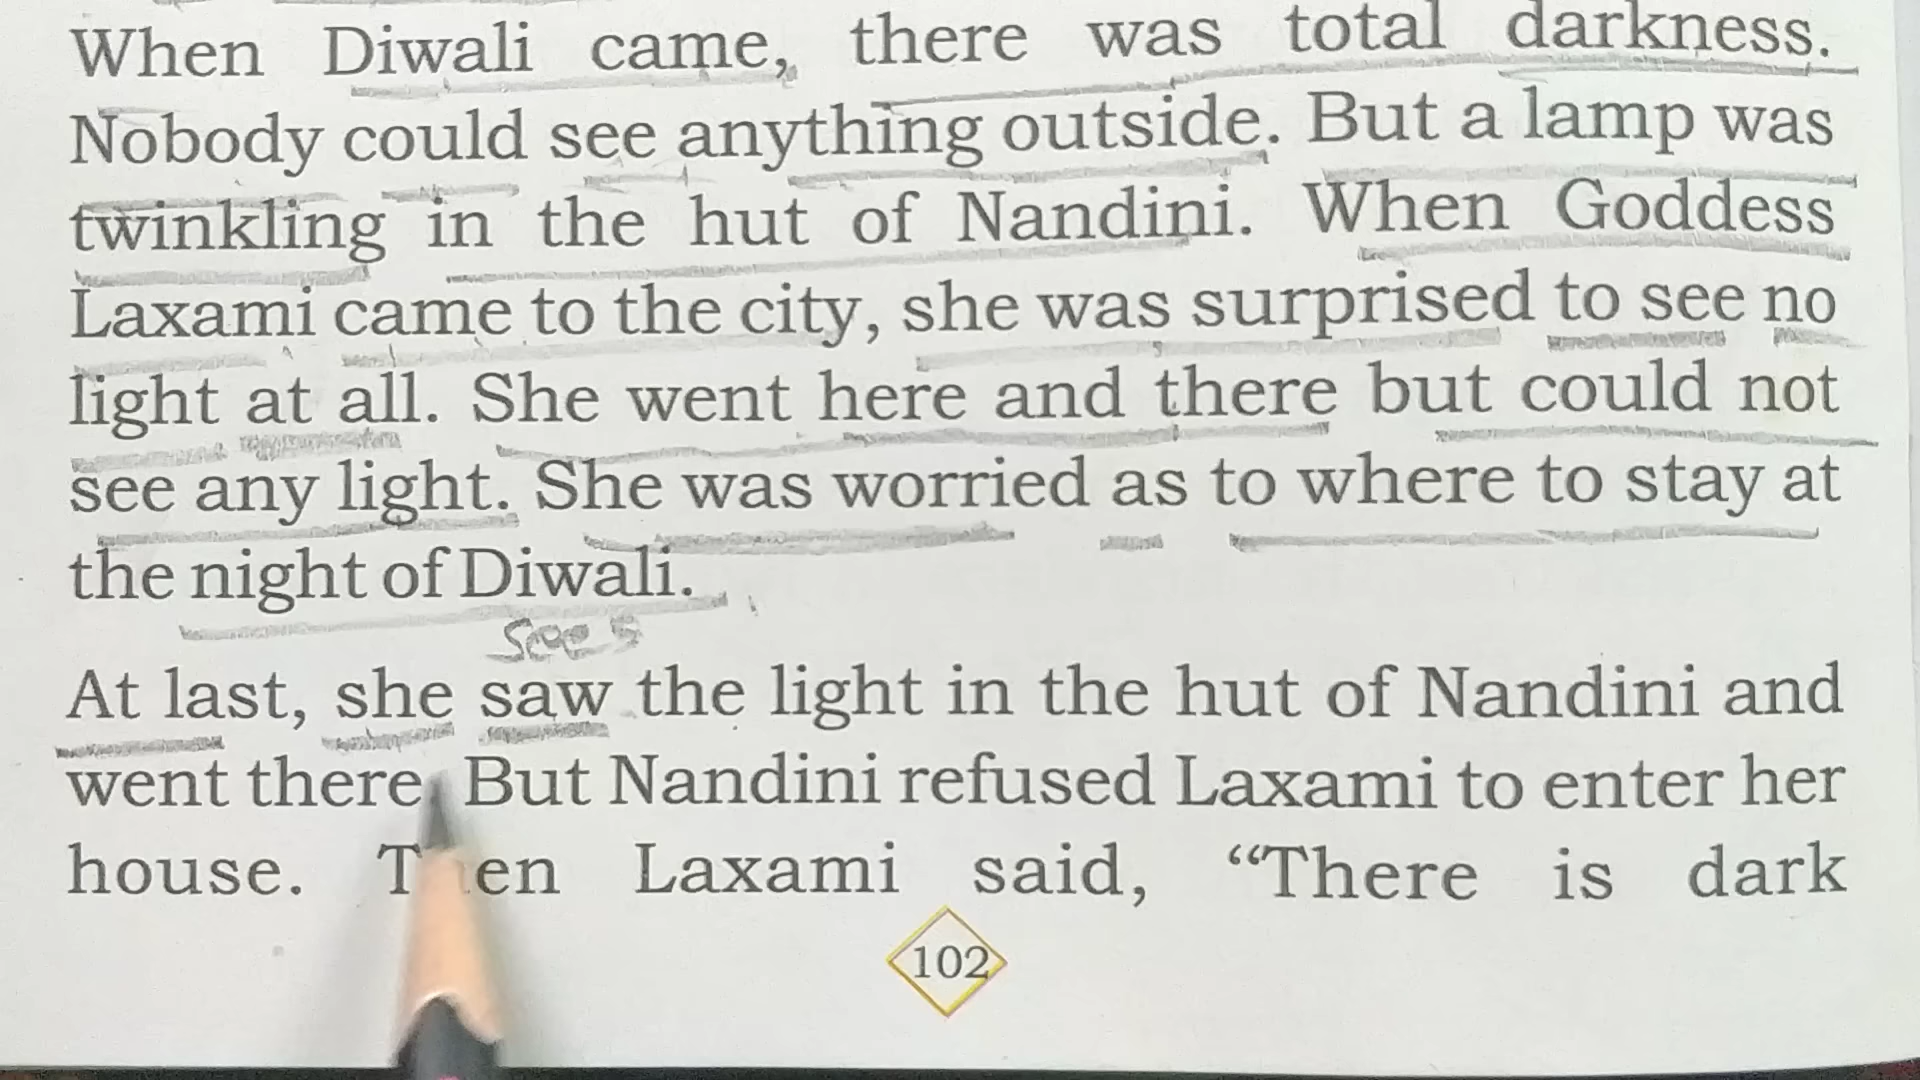 When Diwali came, there was total darkness.
Nobody could see anything outside. But a lamp was
twinkling in the hut of Nandini. When Goddess
Laxami came to the city, she was surprised to see no
light at all. She went here and there but could not
see any light. She was worried as to where to stay at
the night of Diwali.
sees
At last, she saw the light in the hut of Nandini and
went there. But Nandini refused Laxami to enter her
house. Then Laxami said, “There is dark
102